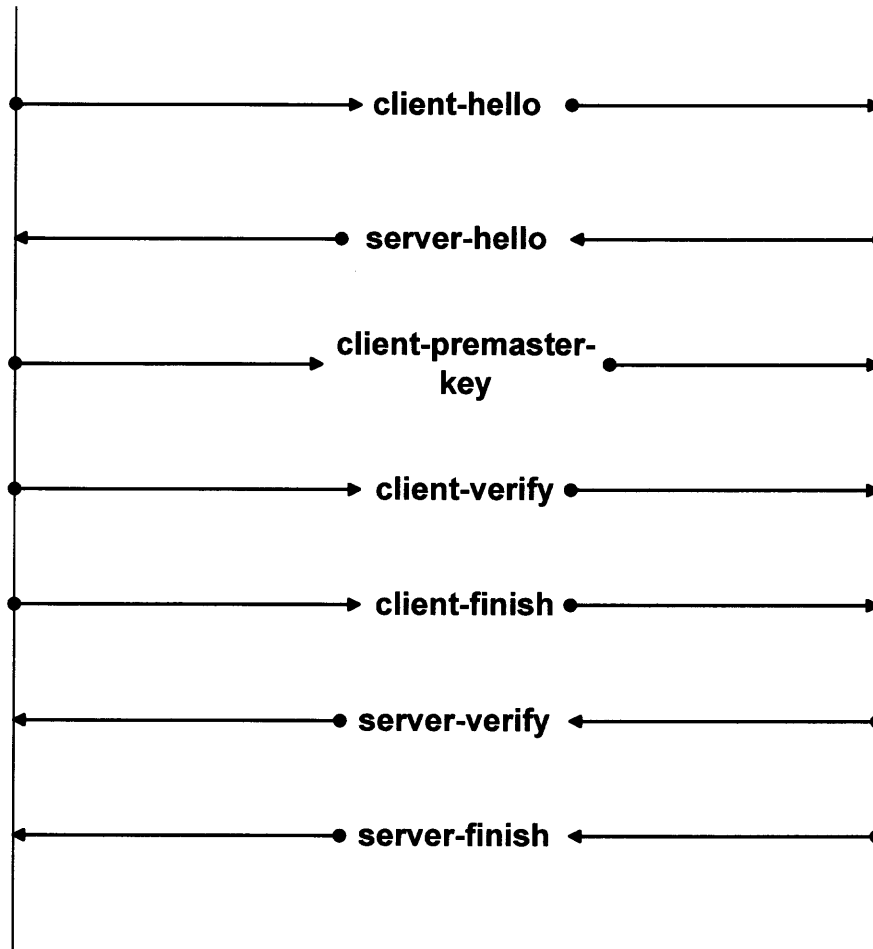 client-hello
server-hello
client-premaster-
key
client-verify
client-finish
server-verify
server-finish